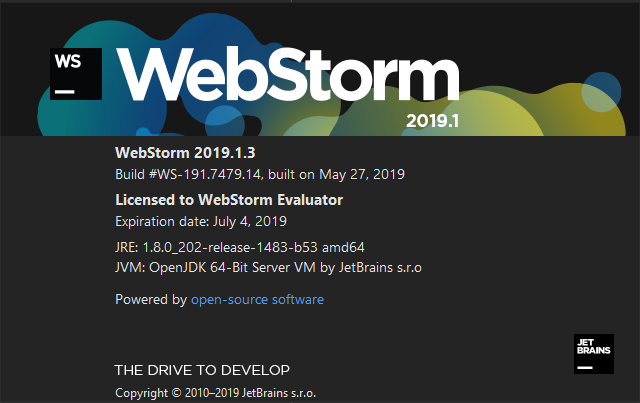 WS
WebStorm
2019.1
WebStorm 2019.1.3
Build #WS-191.7479.14, built on May 27, 2019
Licensed to WebStorm Evaluator
Expiration date: July 4, 2019
JRE: 1.8.0_202-release-1483-b53 amd64
JVM: OpenJDK 64-Bit Server VM by JetBrains s.r.o
Powered by open-source software
JET
BRAINS
THE DRIVE TO DEVELOP
Copyright © 2010–2019 JetBrains s.r.o.